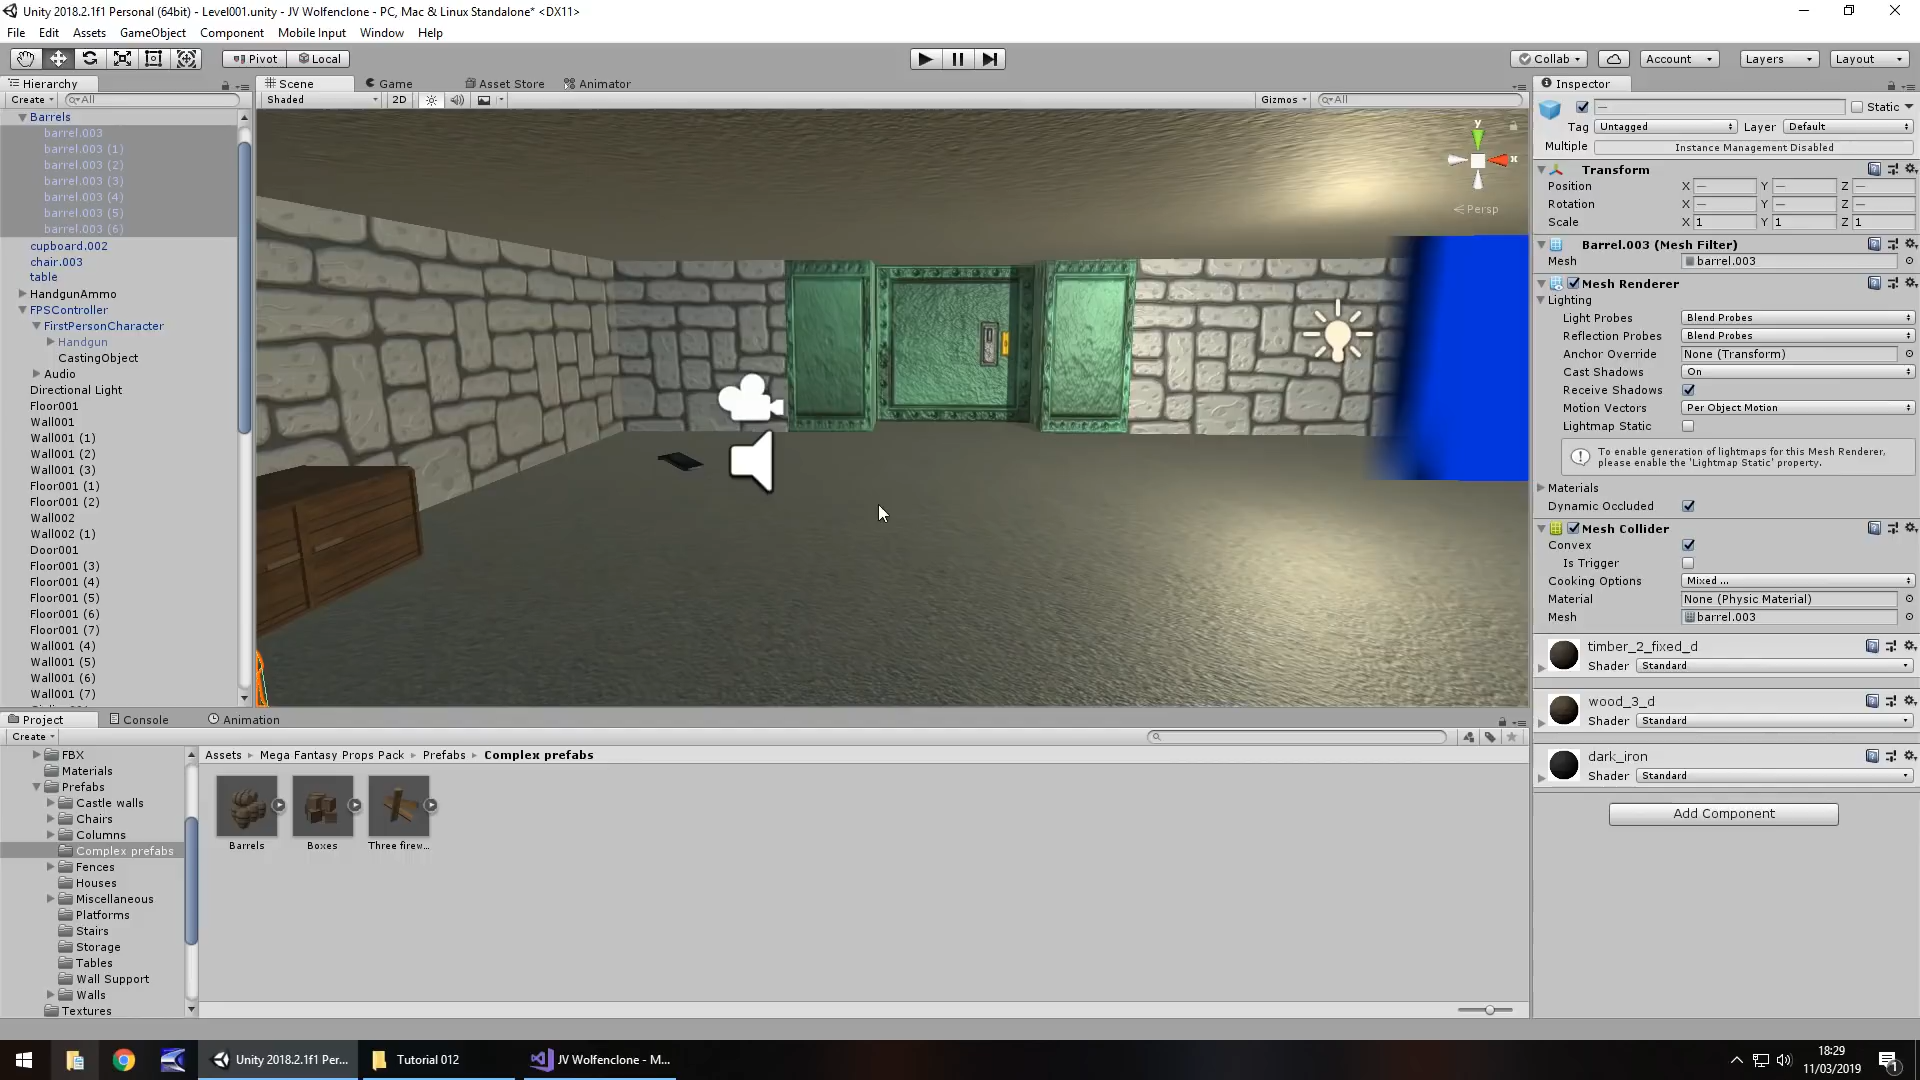 Unity 2018.2.1f1 Personal (64bit) - Level001.unity - JV Wolfenclone - PC, Mac & Linux Standalone* <DX11>
File Edit Assets GameObject Component Mobile Input Window Help
Pivot Local Collab Account Layers Layout
Hierarchy Scene Game Asset Store Animator Inspector
Create All Shaded 2D Gizmos All Static
Tag Untagged Layer Default
Multiple Instance Management Disabled
Barrels
barrel.003
barrel.003 (1)
barrel.003 (2)
barrel.003 (3)
barrel.003 (4)
barrel.003 (5)
barrel.003 (6)
cupboard.002
chair.003
table
HandgunAmmo
FPSController
FirstPersonCharacter
Handgun
CastingObject
Audio
Directional Light
Floor001
Wall001
Wall001 (1)
Wall001 (2)
Wall001 (3)
Floor001 (1)
Floor001 (2)
Wall002
Wall002 (1)
Door001
Floor001 (3)
Floor001 (4)
Floor001 (5)
Floor001 (6)
Floor001 (7)
Wall001 (4)
Wall001 (5)
Wall001 (6)
Wall001 (7)
y
x
Persp
Transform
Position X — Y — Z —
Rotation X — Y — Z —
Scale X 1 Y 1 Z 1
Barrel.003 (Mesh Filter)
Mesh barrel.003
Mesh Renderer
Lighting
Light Probes Blend Probes
Reflection Probes Blend Probes
Anchor Override None (Transform)
Cast Shadows On
Receive Shadows
Motion Vectors Per Object Motion
Lightmap Static
To enable generation of lightmaps for this Mesh Renderer,
please enable the 'Lightmap Static' property.
Materials
Dynamic Occluded
Mesh Collider
Convex
Is Trigger
Cooking Options Mixed ...
Material None (Physic Material)
Mesh barrel.003
timber_2_fixed_d
Shader Standard
wood_3_d
Shader Standard
dark_iron
Shader Standard
Add Component
Project Console Animation
Create
FBX
Materials
Prefabs
Castle walls
Chairs
Columns
Complex prefabs
Fences
Houses
Miscellaneous
Platforms
Stairs
Storage
Tables
Wall Support
Walls
Textures
Assets Mega Fantasy Props Pack Prefabs Complex prefabs
Barrels Boxes Three firew...
Unity 2018.2.1f1 Per... Tutorial 012 JV Wolfenclone - M...
18:29
11/03/2019
1